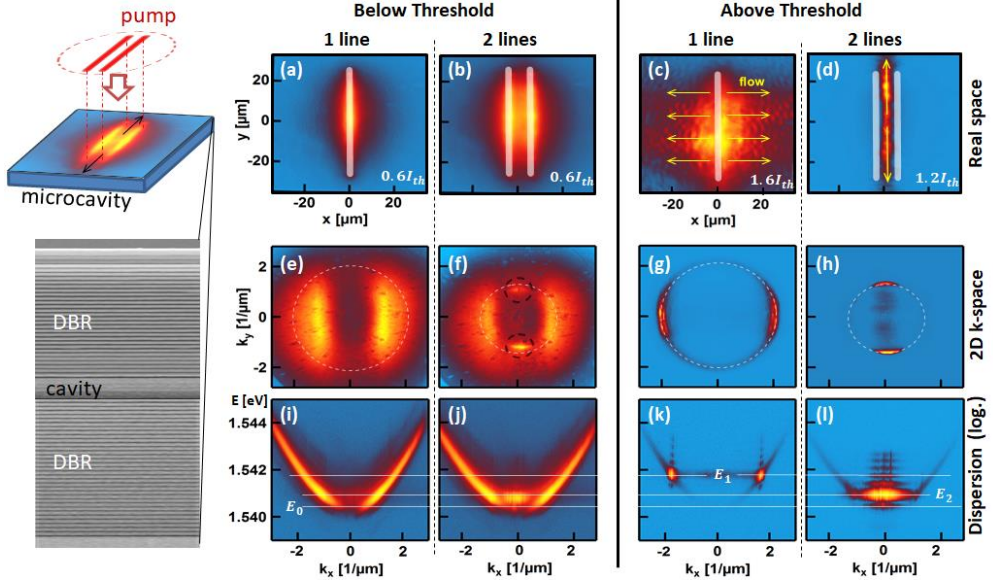 Below Threshold
Above Threshold
pump
1 line
2 lines
1 line
2 lines
(a)
(b)
(c)
(d)
flow
0.6I_th
0.6I_th
1.6I_th
1.2I_th
y [μm]
20
0
-20
-20
0
20
x [μm]
-20
0
20
x [μm]
Real space
microcavity
DBR
cavity
DBR
(e)
(f)
(g)
(h)
k_y [1/μm]
2
0
-2
2D k-space
E [eV]
1.544
1.542
1.540
(i)
(j)
(k)
(l)
E_0
E_1
E_2
Dispersion (log.)
-2
0
2
-2
0
2
-2
0
2
-2
0
2
k_x [1/μm]
k_x [1/μm]
k_x [1/μm]
k_x [1/μm]